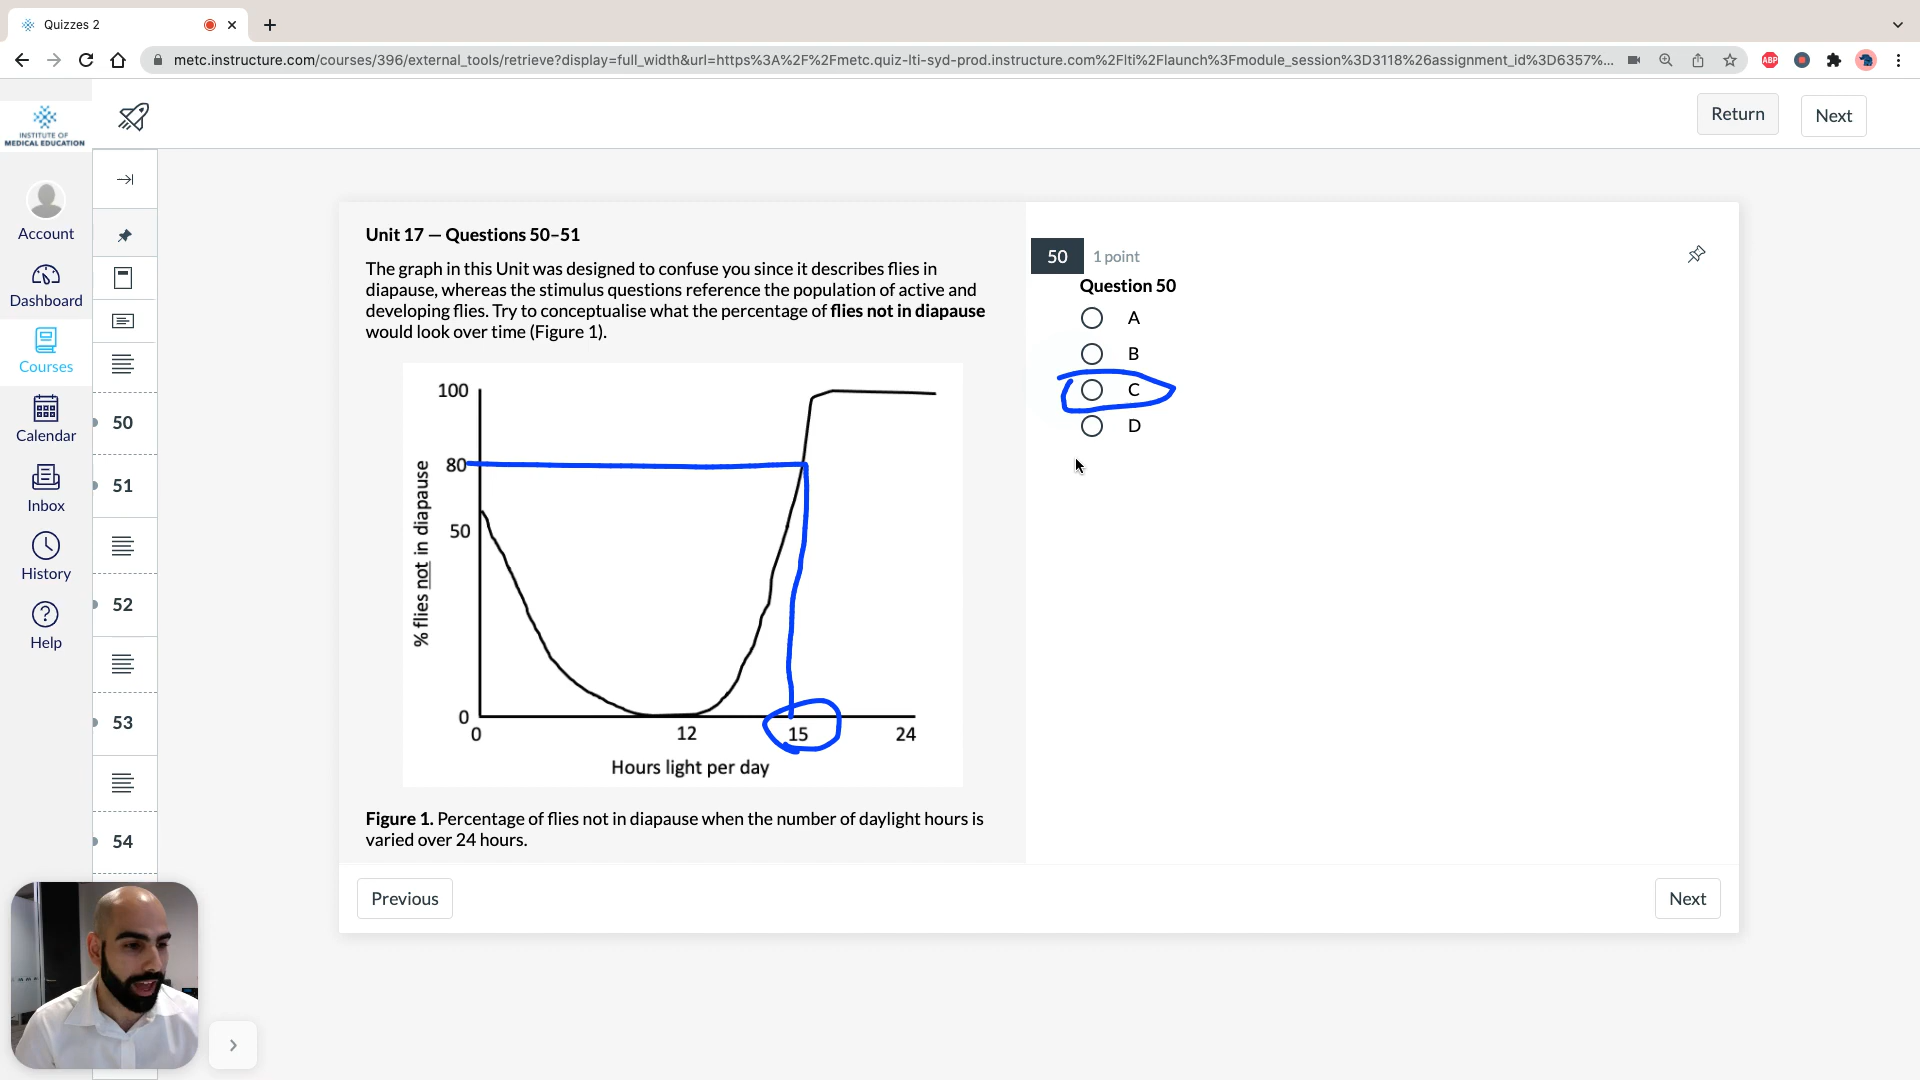 Quizzes 2
metc.instructure.com/courses/396/external_tools/retrieve?display=full_width&url=https%3A%2F%2Fmetc.quiz-lti-syd-prod.instructure.com%2Flti%2Flaunch%3Fmodule_session%3D3118%26assignment_id%3D6357%...
ABP
INSTITUTE OF
MEDICAL EDUCATION
Return
Next
Account
Dashboard
Courses
Calendar
Inbox
History
Help
50
51
52
53
54
Unit 17 — Questions 50–51
The graph in this Unit was designed to confuse you since it describes flies in
diapause, whereas the stimulus questions reference the population of active and
developing flies. Try to conceptualise what the percentage of flies not in diapause
would look over time (Figure 1).
100
80
50
0
% flies not in diapause
0 12 15 24
Hours light per day
Figure 1. Percentage of flies not in diapause when the number of daylight hours is
varied over 24 hours.
50 1 point
Question 50
A
B
C
D
Previous
Next